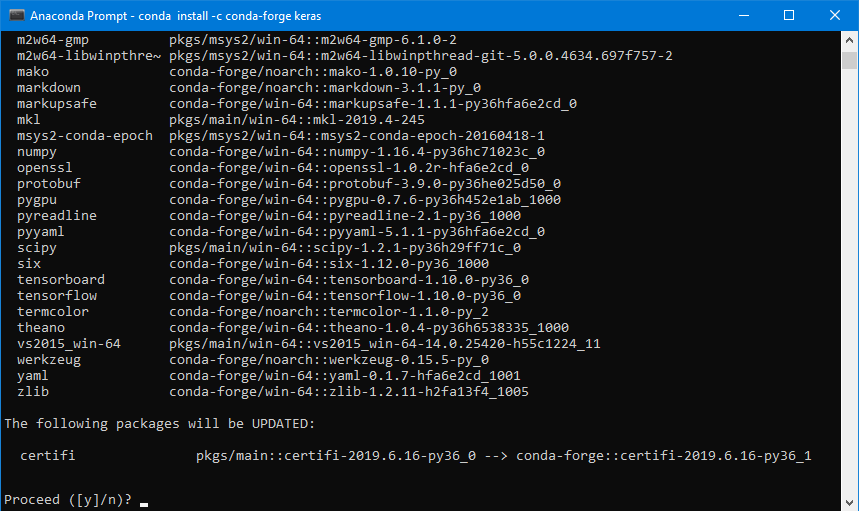 Anaconda Prompt - conda  install -c conda-forge keras
m2w64-gmp          pkgs/msys2/win-64::m2w64-gmp-6.1.0-2
m2w64-libwinpthre~ pkgs/msys2/win-64::m2w64-libwinpthread-git-5.0.0.4634.697f757-2
mako               conda-forge/noarch::mako-1.0.10-py_0
markdown           conda-forge/noarch::markdown-3.1.1-py_0
markupsafe         conda-forge/win-64::markupsafe-1.1.1-py36hfa6e2cd_0
mkl                pkgs/main/win-64::mkl-2019.4-245
msys2-conda-epoch  pkgs/msys2/win-64::msys2-conda-epoch-20160418-1
numpy              conda-forge/win-64::numpy-1.16.4-py36hc71023c_0
openssl            conda-forge/win-64::openssl-1.0.2r-hfa6e2cd_0
protobuf           conda-forge/win-64::protobuf-3.9.0-py36he025d50_0
pygpu              conda-forge/win-64::pygpu-0.7.6-py36h452e1ab_1000
pyreadline         conda-forge/win-64::pyreadline-2.1-py36_1000
pyyaml             conda-forge/win-64::pyyaml-5.1.1-py36hfa6e2cd_0
scipy              pkgs/main/win-64::scipy-1.2.1-py36h29ff71c_0
six                conda-forge/win-64::six-1.12.0-py36_1000
tensorboard        conda-forge/win-64::tensorboard-1.10.0-py36_0
tensorflow         conda-forge/win-64::tensorflow-1.10.0-py36_0
termcolor          conda-forge/noarch::termcolor-1.1.0-py_2
theano             conda-forge/win-64::theano-1.0.4-py36h6538335_1000
vs2015_win-64      pkgs/main/win-64::vs2015_win-64-14.0.25420-h55c1224_11
werkzeug           conda-forge/noarch::werkzeug-0.15.5-py_0
yaml               conda-forge/win-64::yaml-0.1.7-hfa6e2cd_1001
zlib               conda-forge/win-64::zlib-1.2.11-h2fa13f4_1005
The following packages will be UPDATED:
certifi               pkgs/main::certifi-2019.6.16-py36_0 --> conda-forge::certifi-2019.6.16-py36_1
Proceed ([y]/n)?